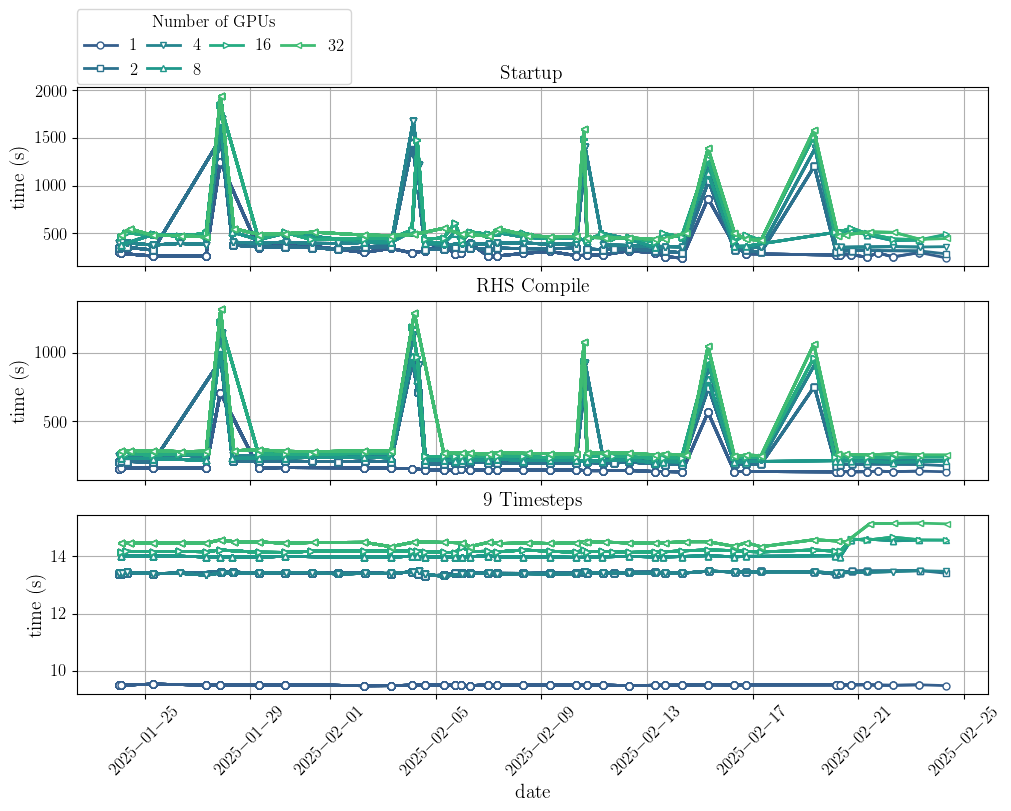 Number of GPUs
1 4 16 32
2 8
Startup
time (s)
2000
1500
1000
500
RHS Compile
time (s)
1000
500
9 Timesteps
time (s)
14
12
10
2025−01−25 2025−01−29 2025−02−01 2025−02−05 2025−02−09 2025−02−13 2025−02−17 2025−02−21 2025−02−25
date